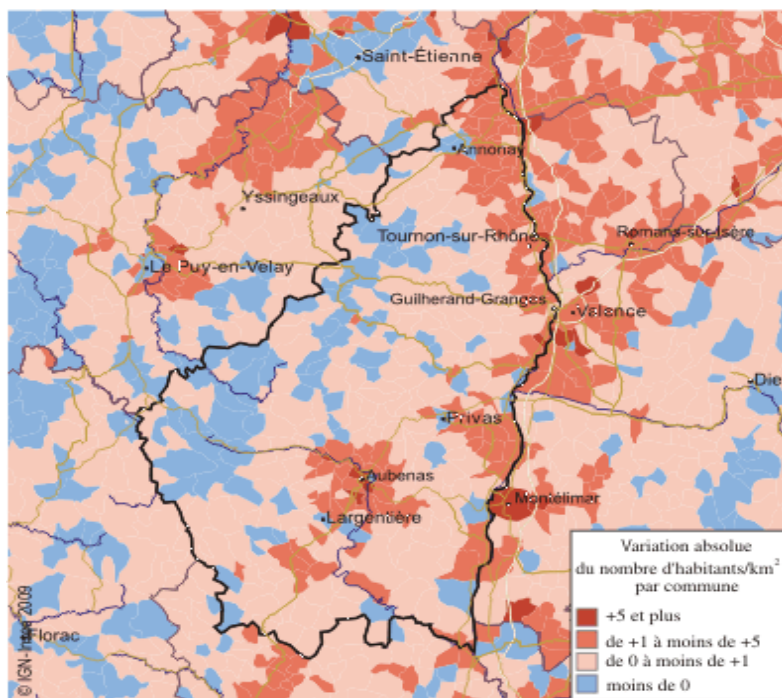 Saint-Étienne
Annonay
Yssingeaux
Tournon-sur-Rhône
Romans-sur-Isère
Le Puy-en-Velay
Guilherand-Granges
Valence
Die
Privas
Aubenas
Montélimar
Largentière
Florac
© IGN-Insee 2009
Variation absolue
du nombre d'habitants/km²
par commune
+5 et plus
de +1 à moins de +5
de 0 à moins de +1
moins de 0